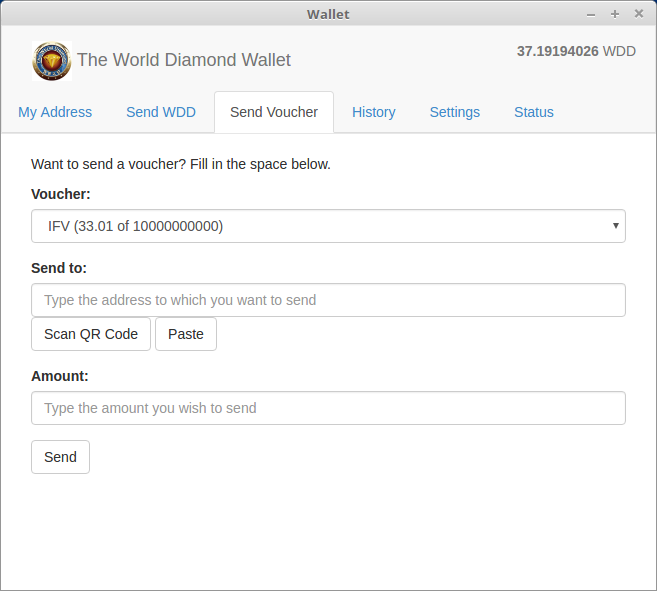 Wallet
The World Diamond Wallet
37.19194026 WDD
My Address Send WDD Send Voucher History Settings Status
Want to send a voucher? Fill in the space below.
Voucher:
IFV (33.01 of 10000000000)
Send to:
Type the address to which you want to send
Scan QR Code Paste
Amount:
Type the amount you wish to send
Send